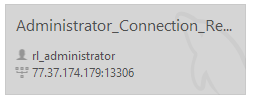 Administrator_Connection_Re...
rl_administrator
77.37.174.179:13306